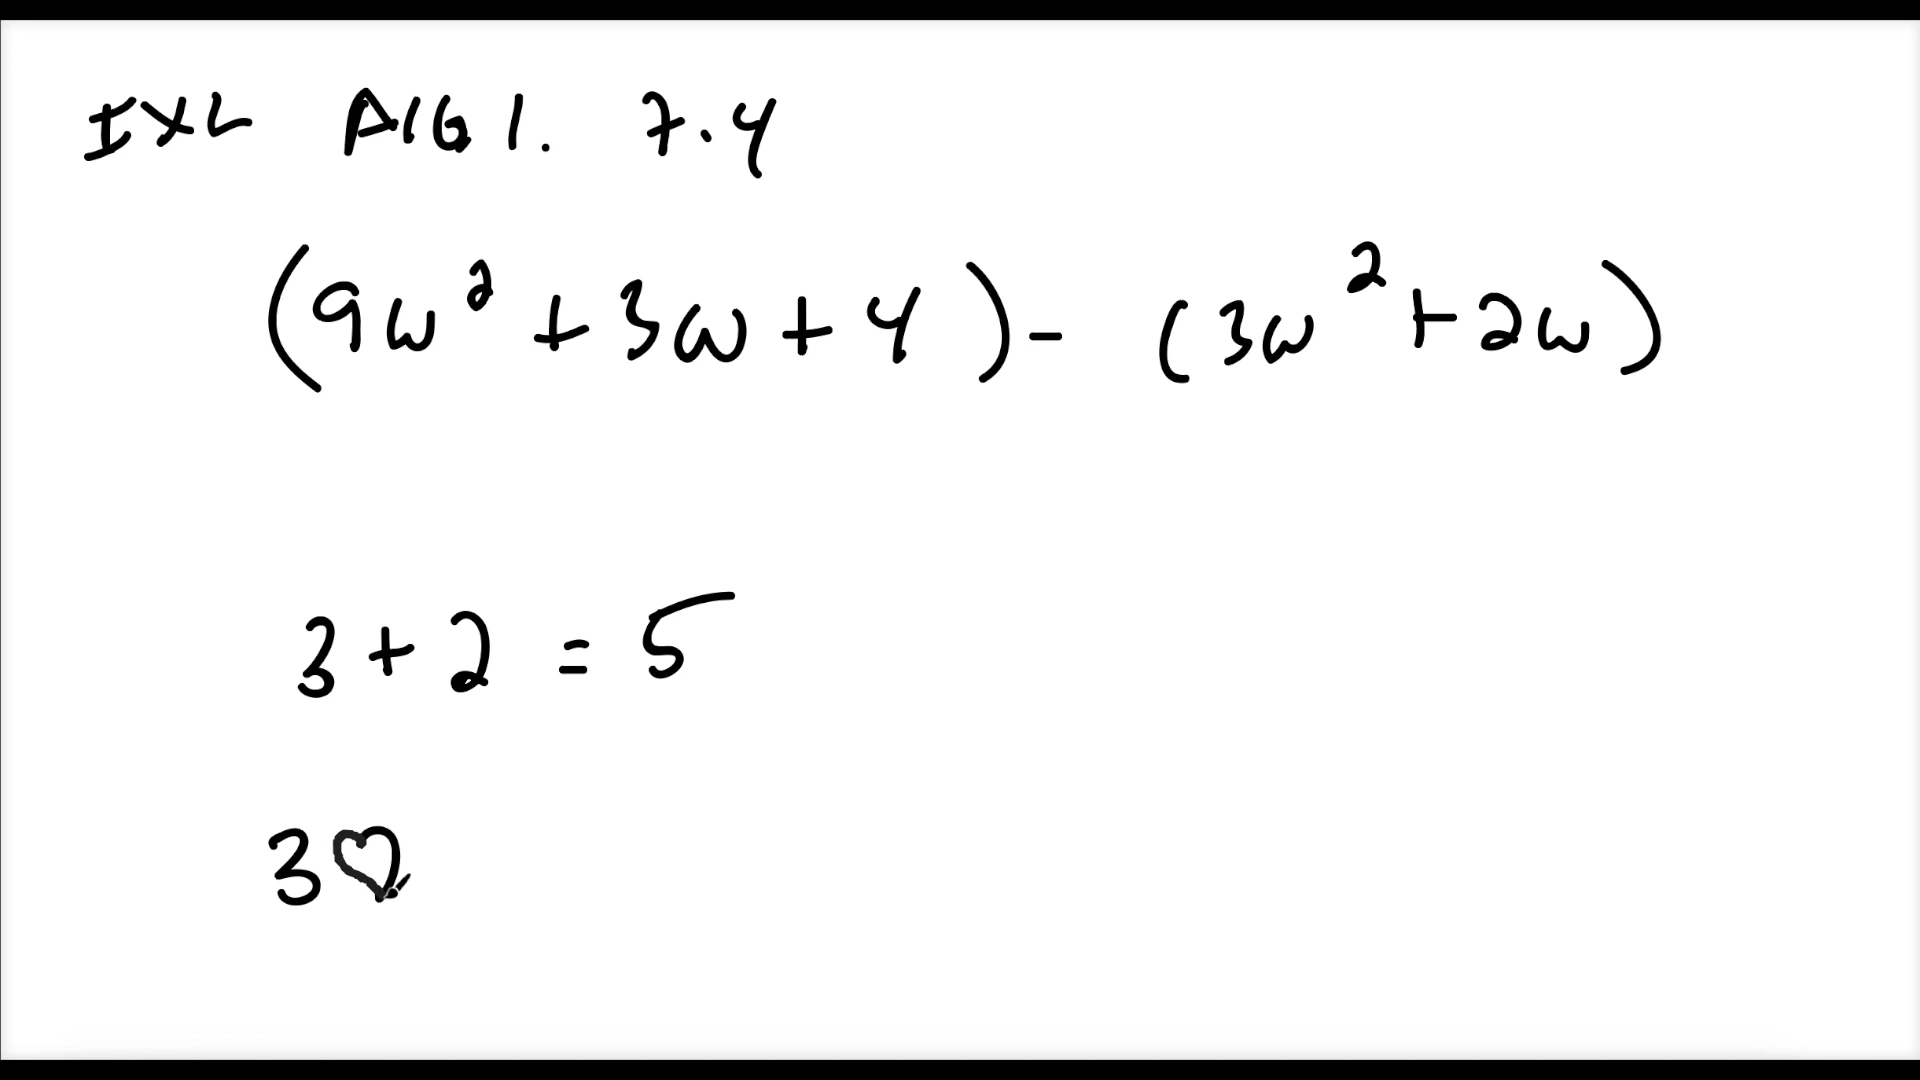 IXL Alg 1. 7.4
(9w² + 3w + 4) - (3w² + 2w)
3 + 2 = 5
3♡